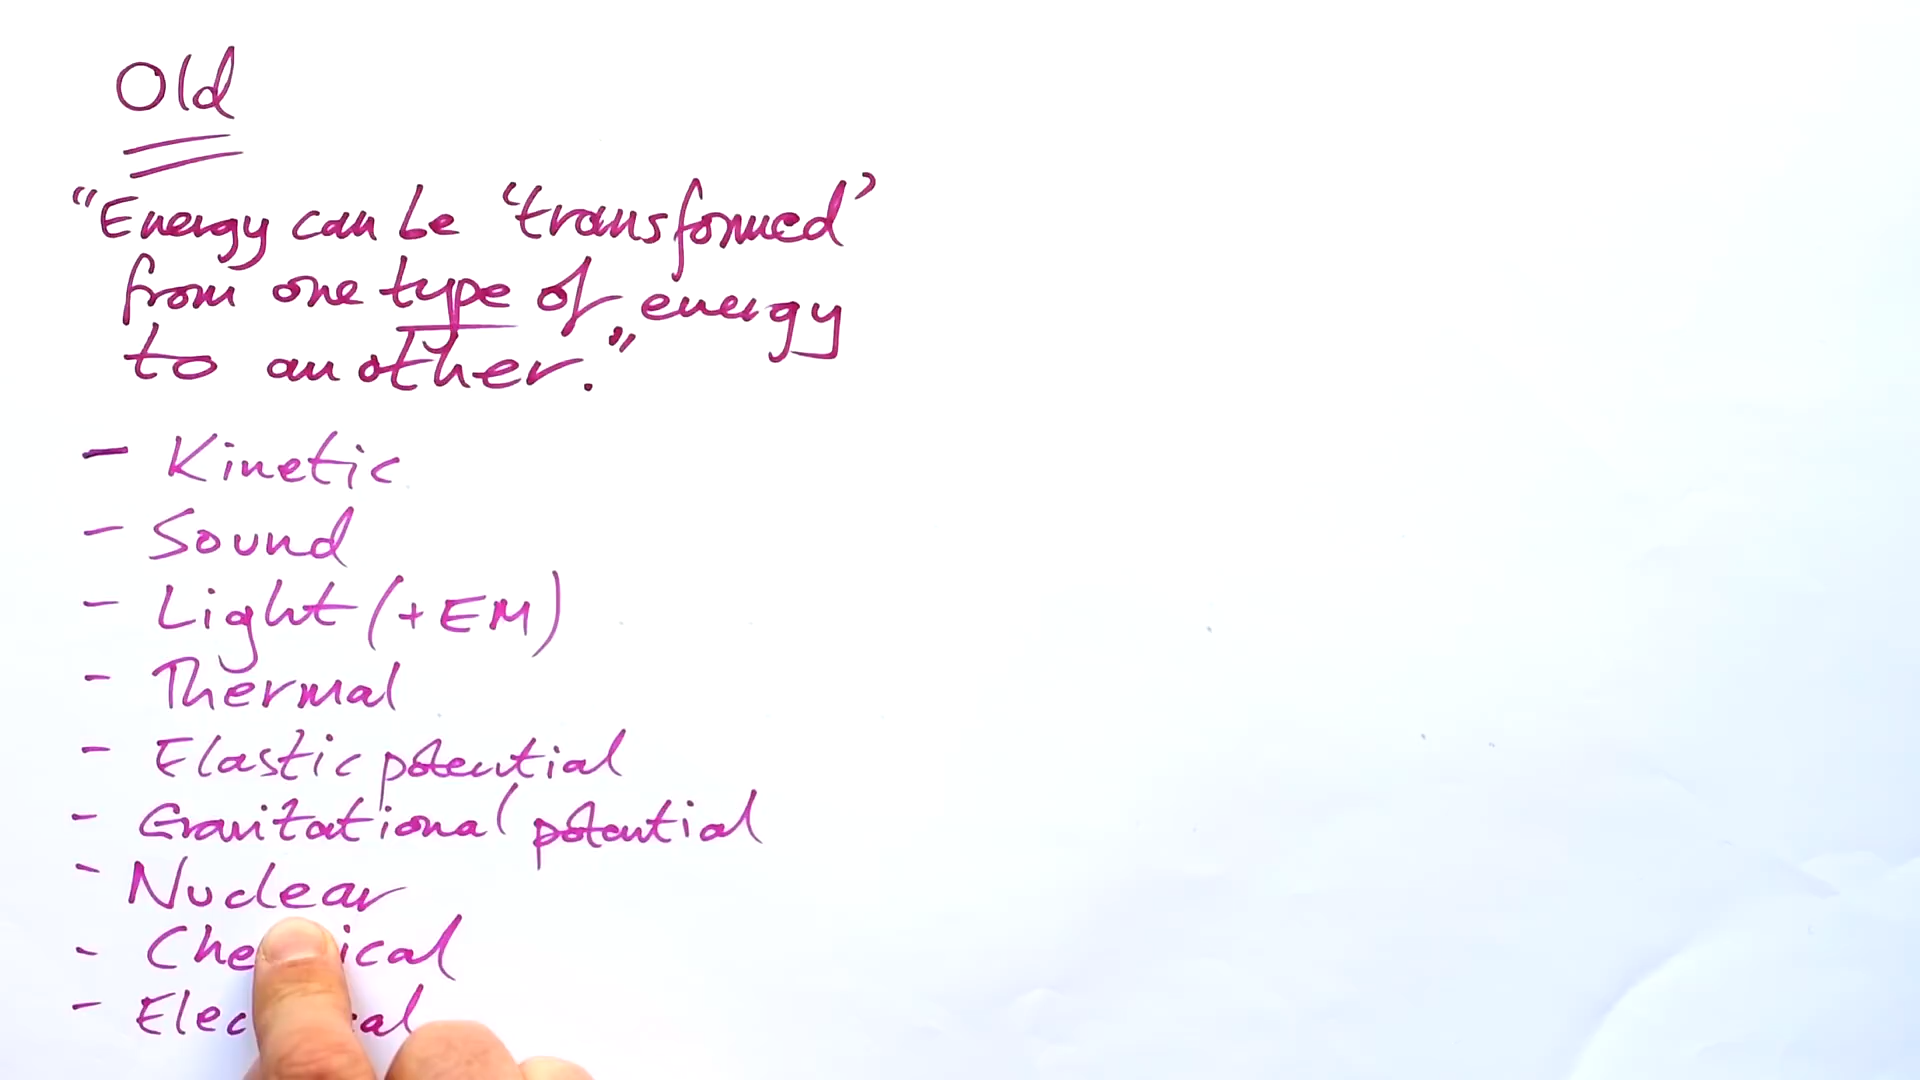 Old
"Energy can be 'transformed'
from one type of energy
to another."
- Kinetic
- Sound
- Light (+EM)
- Thermal
- Elastic potential
- Gravitational potential
- Nuclear